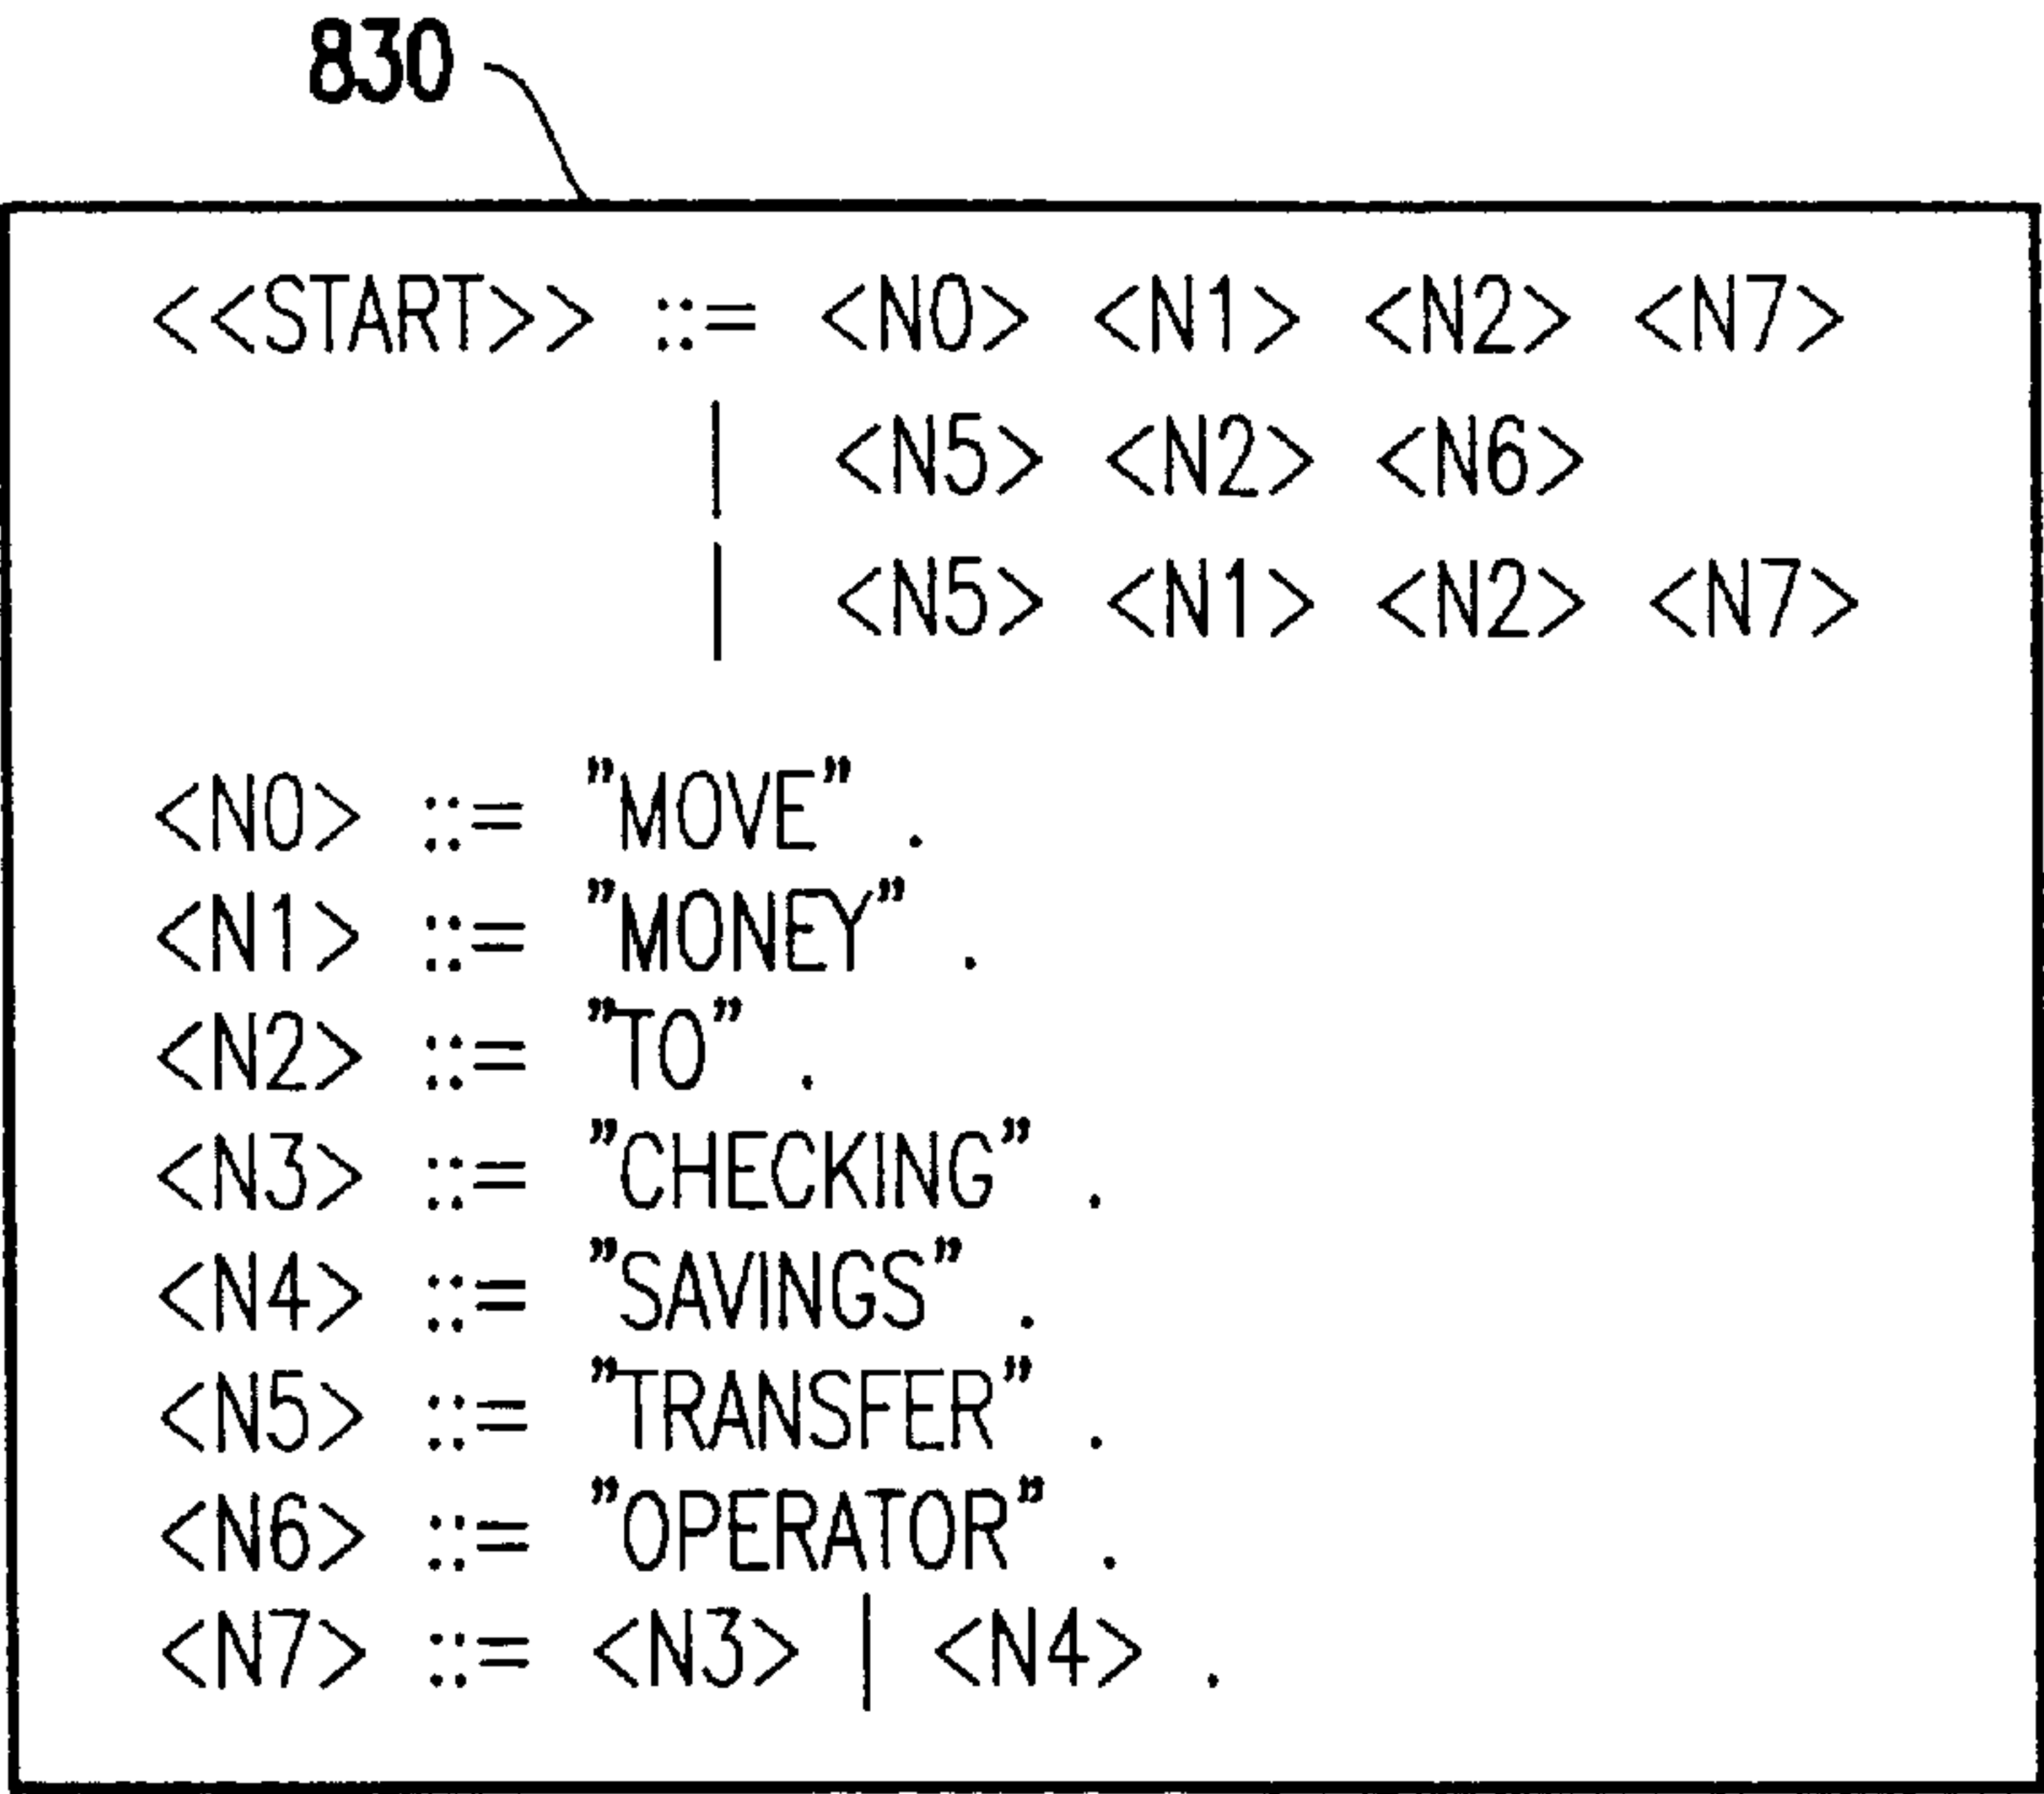 830
<<START>> ::= <N0> <N1> <N2> <N7>
| <N5> <N2> <N6>
| <N5> <N1> <N2> <N7>
<N0> ::= "MOVE" .
<N1> ::= "MONEY" .
<N2> ::= "TO" .
<N3> ::= "CHECKING" .
<N4> ::= "SAVINGS" .
<N5> ::= "TRANSFER" .
<N6> ::= "OPERATOR" .
<N7> ::= <N3> | <N4> .